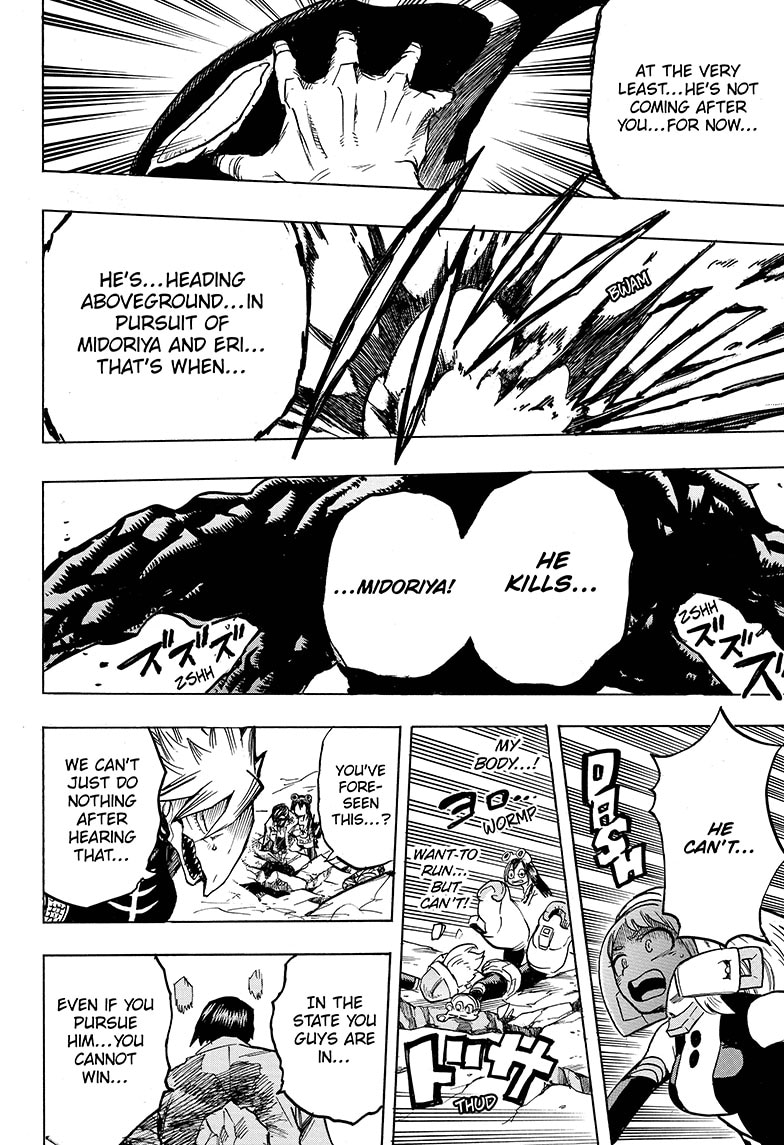 AT THE VERY
LEAST...HE'S NOT
COMING AFTER
YOU...FOR NOW...
BWAM
HE'S...HEADING
ABOVEGROUND...IN
PURSUIT OF
MIDORIYA AND ERI...
THAT'S WHEN...
HE
KILLS...
...MIDORIYA!
ZSHH
ズズズ
ズズズ
ZSHH
HE
CAN'T...
DASH
MY
BODY...!
ヨロ...
WORMP
WANT TO
RUN...
BUT
CAN'T!
ドサ
THUD
YOU'VE
FORE-
SEEN
THIS...?
WE CAN'T
JUST DO
NOTHING
AFTER
HEARING
THAT...
IN THE
STATE YOU
GUYS ARE
IN...
EVEN IF YOU
PURSUE
HIM...YOU
CANNOT
WIN...